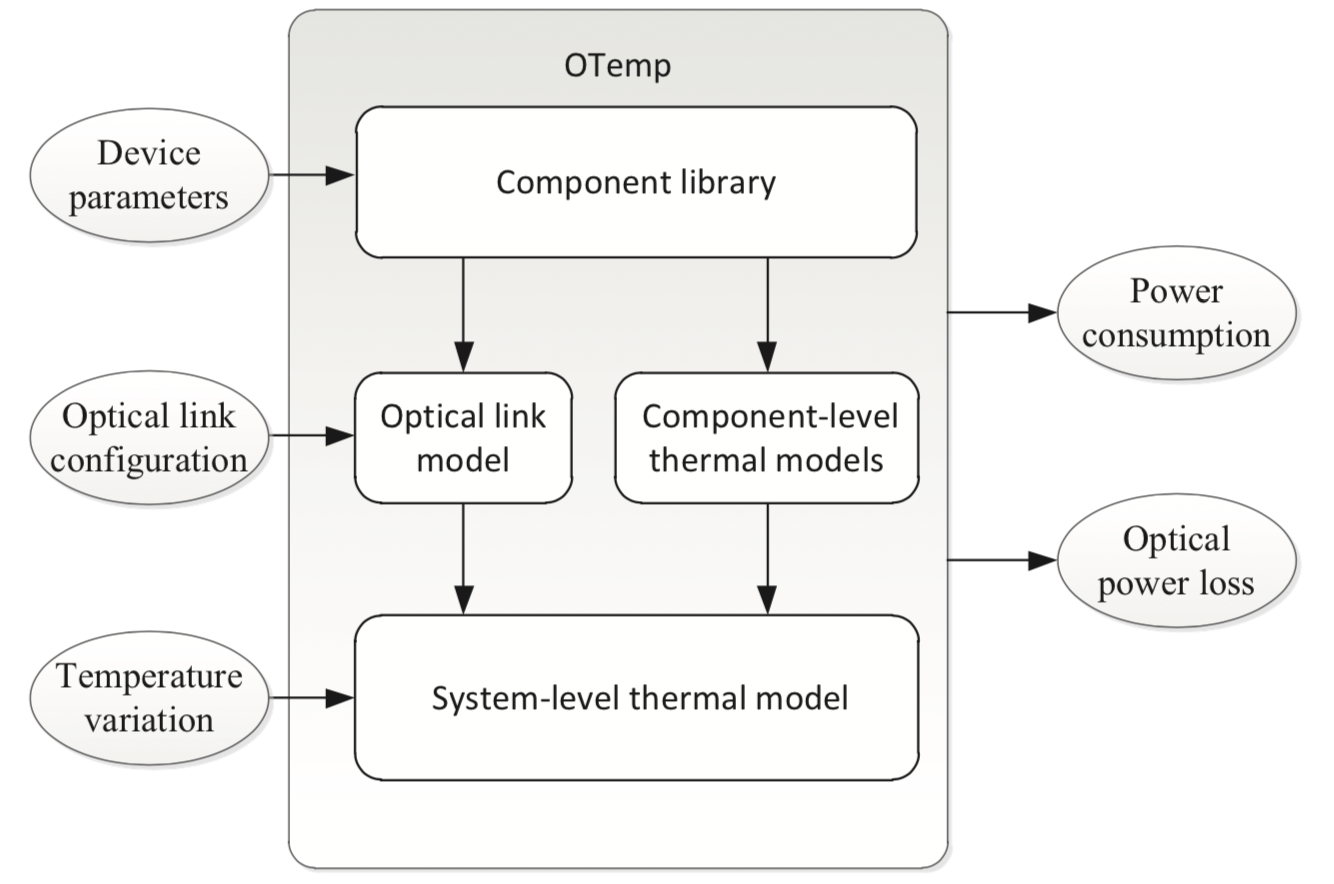 OTemp
Device
parameters
Component library
Power
consumption
Optical link
configuration
Optical link
model
Component-level
thermal models
Optical
power loss
Temperature
variation
System-level thermal model